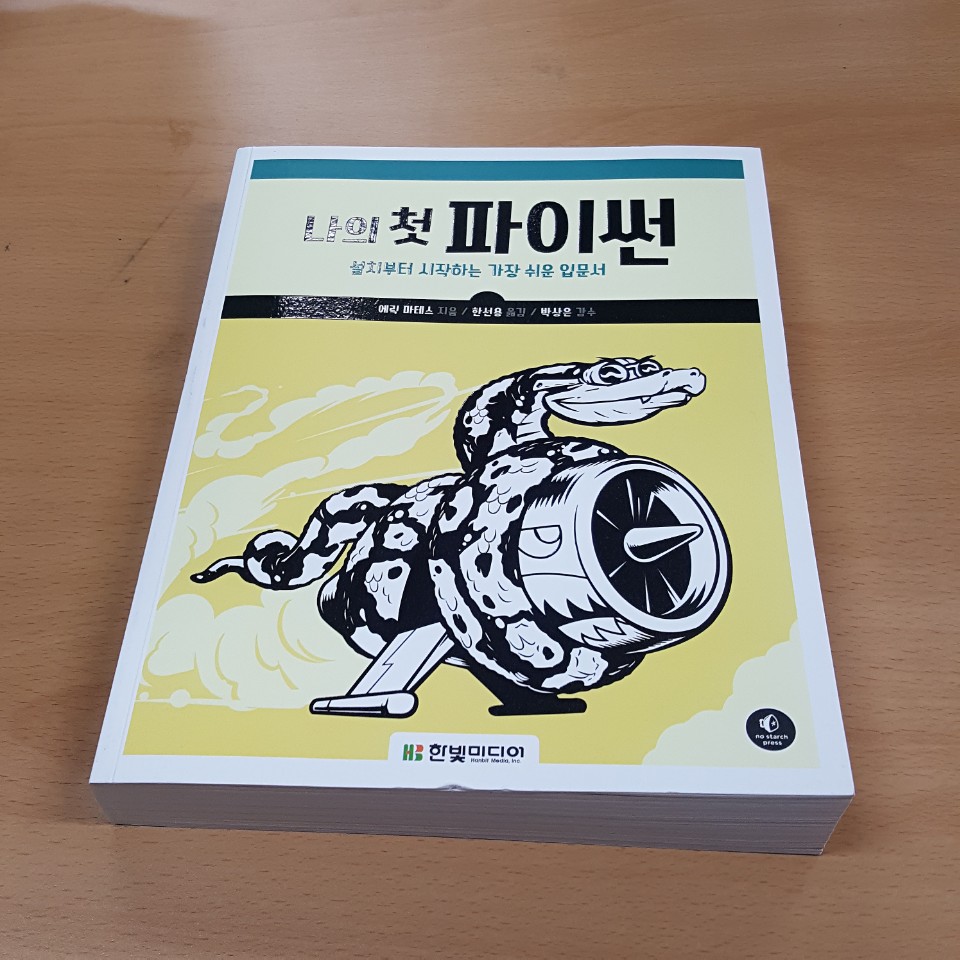 나의 첫 파이썬
설치부터 시작하는 가장 쉬운 입문서
에릭 마테스 지음 / 한선용 옮김 / 박상은 감수
HB 한빛미디어
Hanbit Media, Inc.
no starch
press